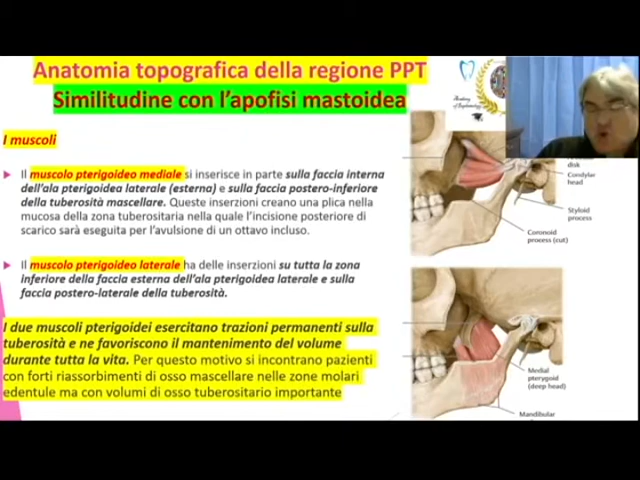 Anatomia topografica della regione PPT
Similitudine con l'apofisi mastoidea
I muscoli
Il muscolo pterigoideo mediale si inserisce in parte sulla faccia interna
dell'ala pterigoidea laterale (esterna) e sulla faccia postero-inferiore
della tuberosità mascellare. Queste inserzioni creano una plica nella
mucosa della zona tuberositaria nella quale l'incisione posteriore di
scarico sarà eseguita per l'avulsione di un ottavo incluso.
Il muscolo pterigoideo laterale ha delle inserzioni su tutta la zona
inferiore della faccia esterna dell'ala pterigoidea laterale e sulla
faccia postero-laterale della tuberosità.
I due muscoli pterigoidei esercitano trazioni permanenti sulla
tuberosità e ne favoriscono il mantenimento del volume
durante tutta la vita. Per questo motivo si incontrano pazienti
con forti riassorbimenti di osso mascellare nelle zone molari
edentule ma con volumi di osso tuberositario importante
Academy
disk
Condylar
head
Styloid
process
Coronoid
process (cut)
Medial
pterygoid
(deep head)
Mandibular